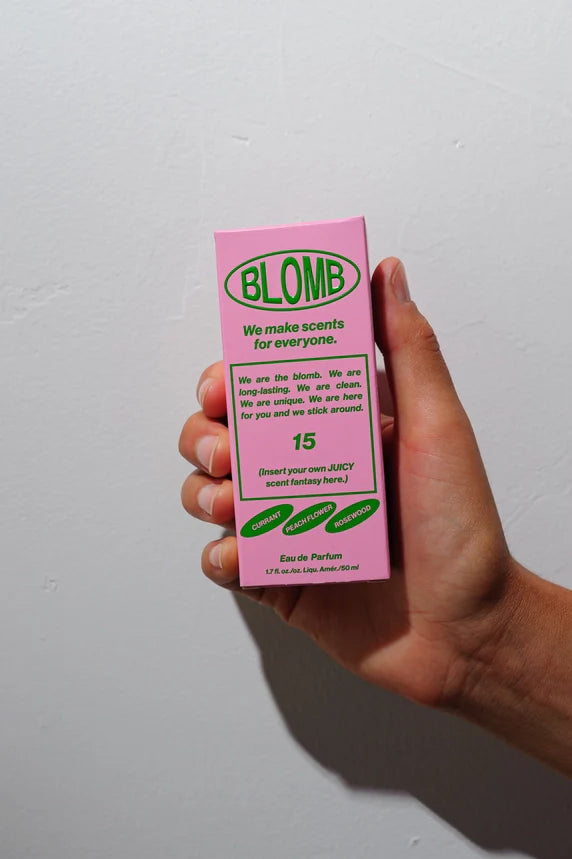 BLOMB
We make scents
for everyone.
We are the blomb. We are
long-lasting. We are clean.
We are unique. We are here
for you and we stick around.
15
(Insert your own JUICY
scent fantasy here.)
CURRANT
PEACH FLOWER
ROSEWOOD
Eau de Parfum
1.7 fl. oz./oz. Liqu. Amér./50 ml